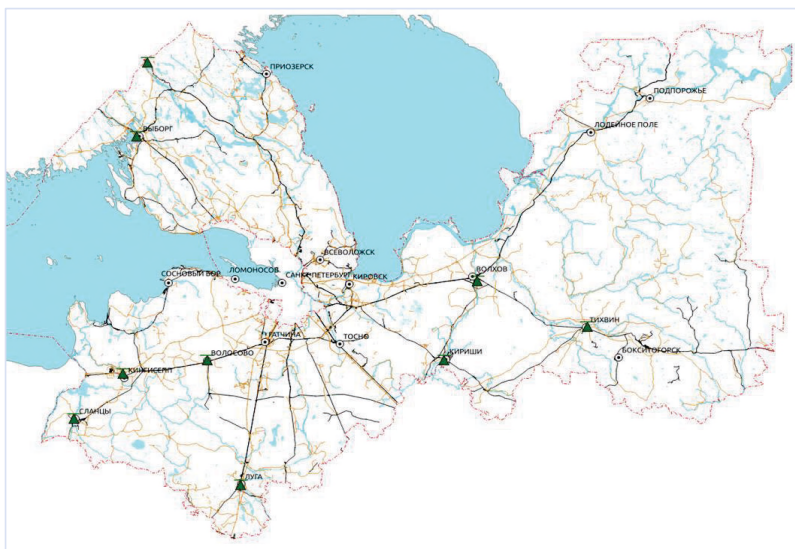 ПРИОЗЕРСК
ПОДПОРОЖЬЕ
ВЫБОРГ
ЛОДЕЙНОЕ ПОЛЕ
ВСЕВОЛОЖСК
СОСНОВЫЙ БОР
ЛОМОНОСОВ
САНКТ-ПЕТЕРБУРГ
КИРОВСК
ВОЛХОВ
ГАТЧИНА
ТОСНО
ТИХВИН
ВОЛОСОВО
КИРИШИ
БОКСИТОГОРСК
КИНГИСЕПП
СЛАНЦЫ
ЛУГА